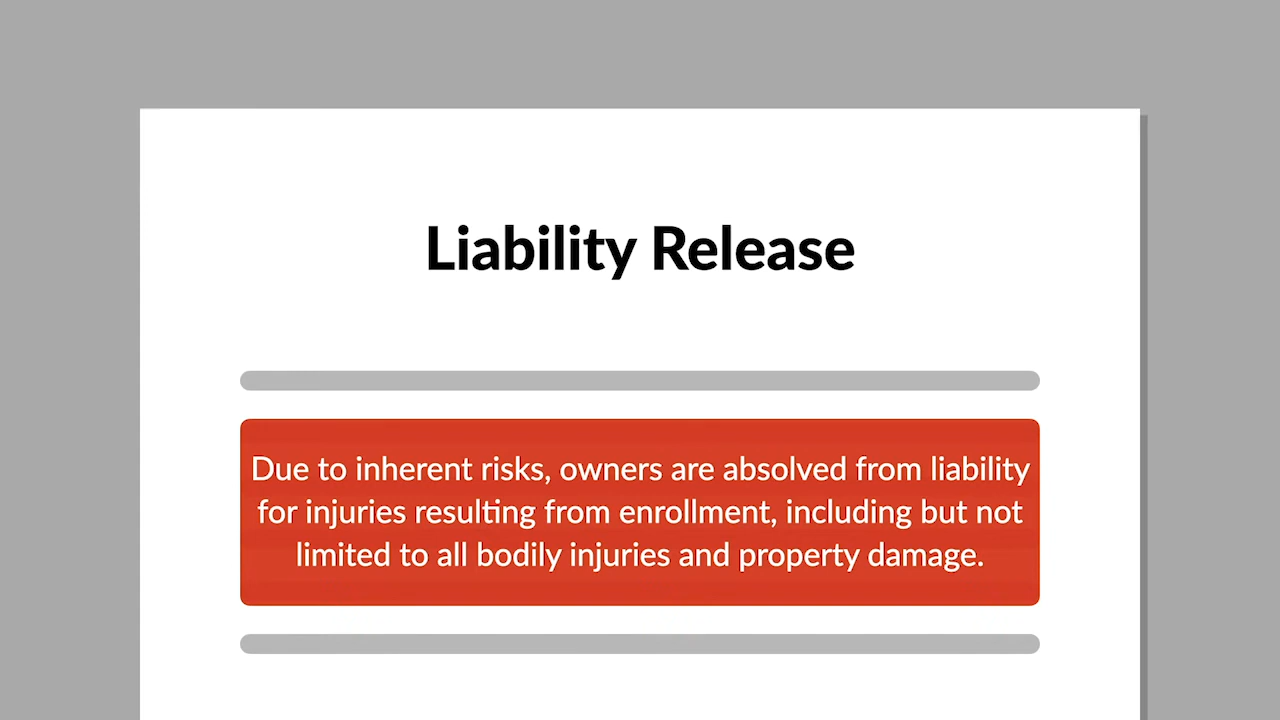 Liability Release
Due to inherent risks, owners are absolved from liability
for injuries resulting from enrollment, including but not
limited to all bodily injuries and property damage.